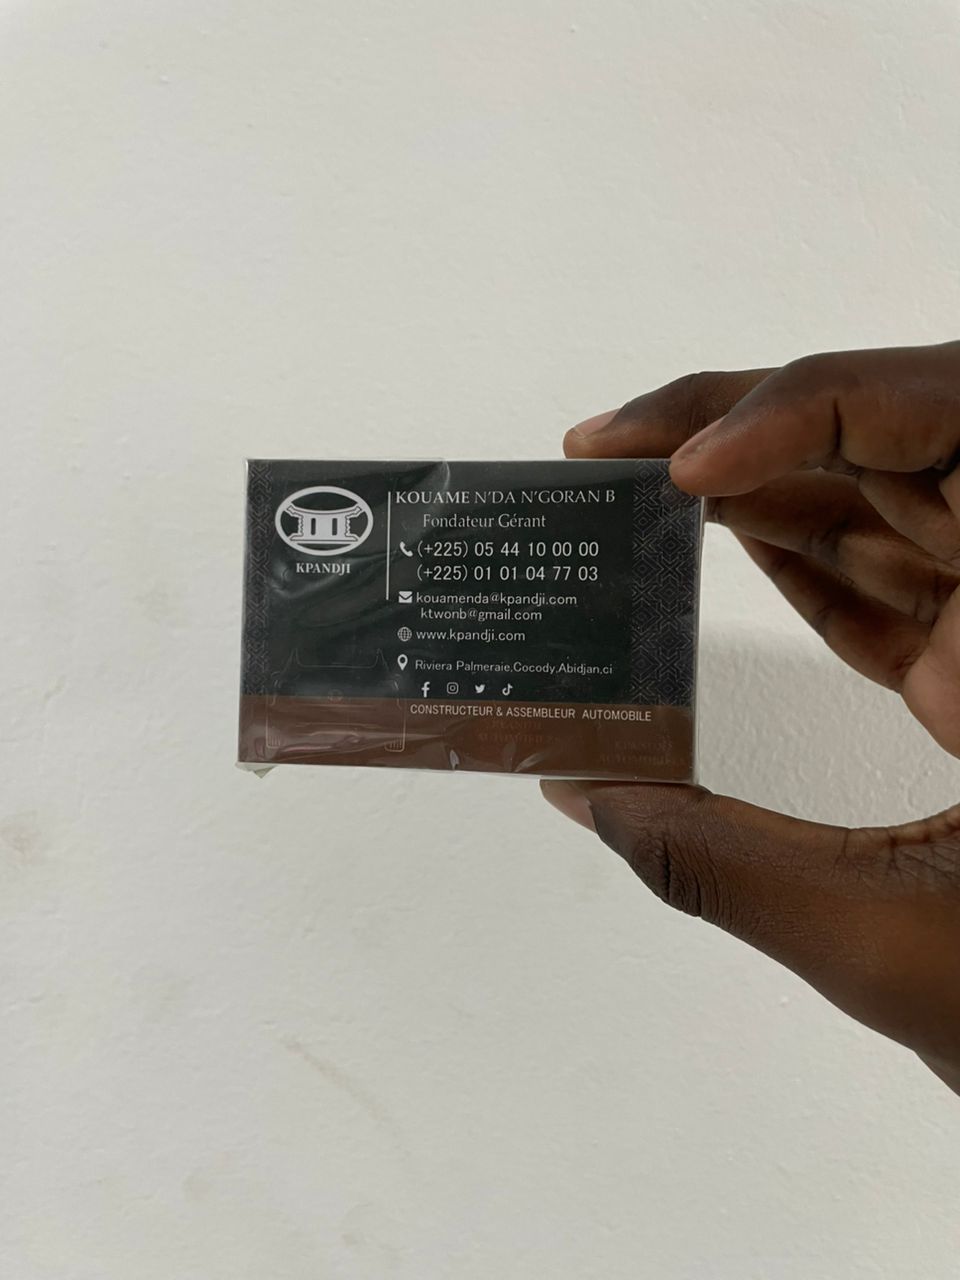 KPANDJI
KOUAME N'DA N'GORAN B
Fondateur Gérant
(+225) 05 44 10 00 00
(+225) 01 01 04 77 03
kouamenda@kpandji.com
ktwonb@gmail.com
www.kpandji.com
Riviera Palmeraie,Cocody,Abidjan,ci
CONSTRUCTEUR & ASSEMBLEUR AUTOMOBILE